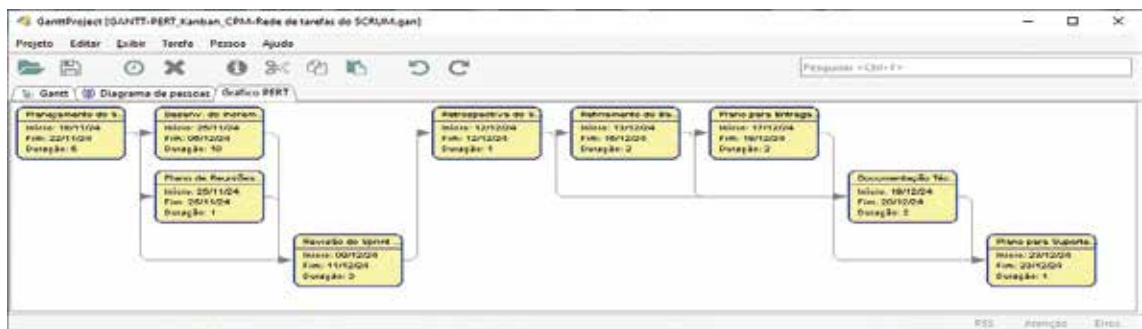 GanttProject [GANTT-PERT_Kanban_CPM-Rede de tarefas do SCRUM.gan]
Projeto Editar Exibir Tarefa Pessoa Ajuda
Pesquisar <Ctrl+F>
Gantt Diagrama de pessoas Gráfico PERT
Planejamento do S...
Início: 18/11/24
Fim: 22/11/24
Duração: 5
Desenv. do Increm...
Início: 25/11/24
Fim: 06/12/24
Duração: 10
Plano de Reuniões...
Início: 25/11/24
Fim: 25/11/24
Duração: 1
Revisão do Sprint ...
Início: 09/12/24
Fim: 11/12/24
Duração: 3
Retrospectiva do S...
Início: 12/12/24
Fim: 12/12/24
Duração: 1
Refinamento do Ba...
Início: 13/12/24
Fim: 16/12/24
Duração: 2
Plano para Entrega...
Início: 17/12/24
Fim: 18/12/24
Duração: 2
Documentação Téc...
Início: 19/12/24
Fim: 20/12/24
Duração: 2
Plano para Suporte...
Início: 23/12/24
Fim: 23/12/24
Duração: 1
RSS Atenção Erros